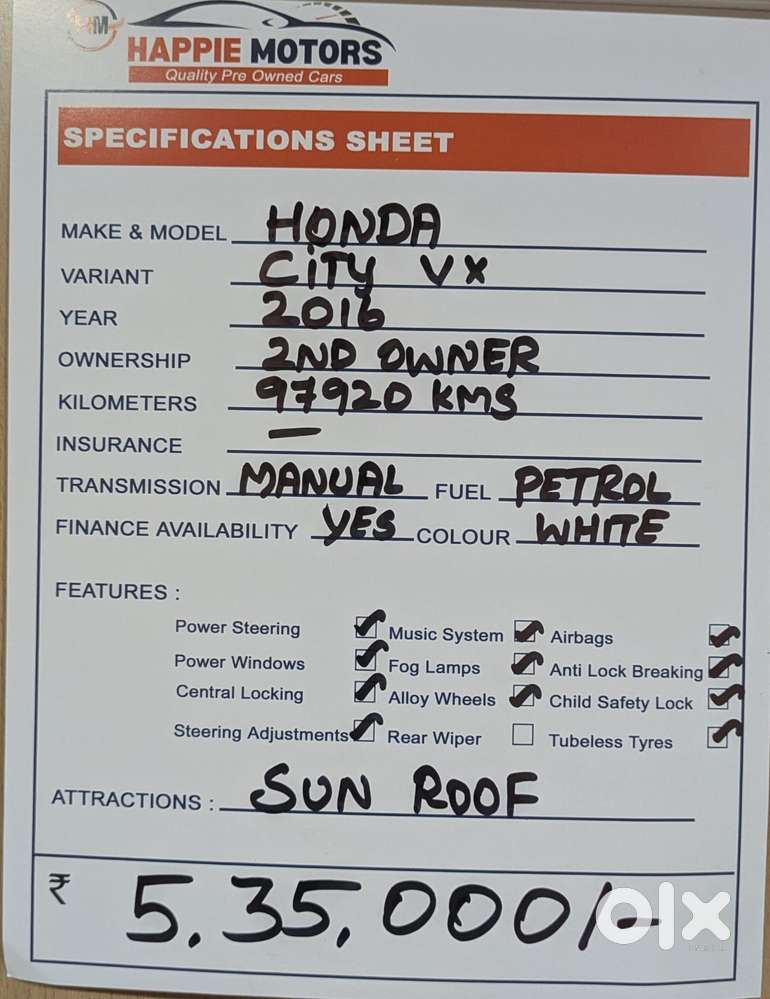 HM
HAPPIE MOTORS
Quality Pre Owned Cars
SPECIFICATIONS SHEET
MAKE & MODEL HONDA
VARIANT CITY VX
YEAR 2016
OWNERSHIP 2ND OWNER
KILOMETERS 97920 KMS
INSURANCE —
TRANSMISSION MANUAL FUEL PETROL
FINANCE AVAILABILITY YES COLOUR WHITE
FEATURES :
Power Steering ☑ Music System ☑ Airbags ☑
Power Windows ☑ Fog Lamps ☑ Anti Lock Breaking ☑
Central Locking ☑ Alloy Wheels ☑ Child Safety Lock ☑
Steering Adjustments ☑ Rear Wiper ☐ Tubeless Tyres ☑
ATTRACTIONS : SUN ROOF
₹ 5,35,000/-
olx